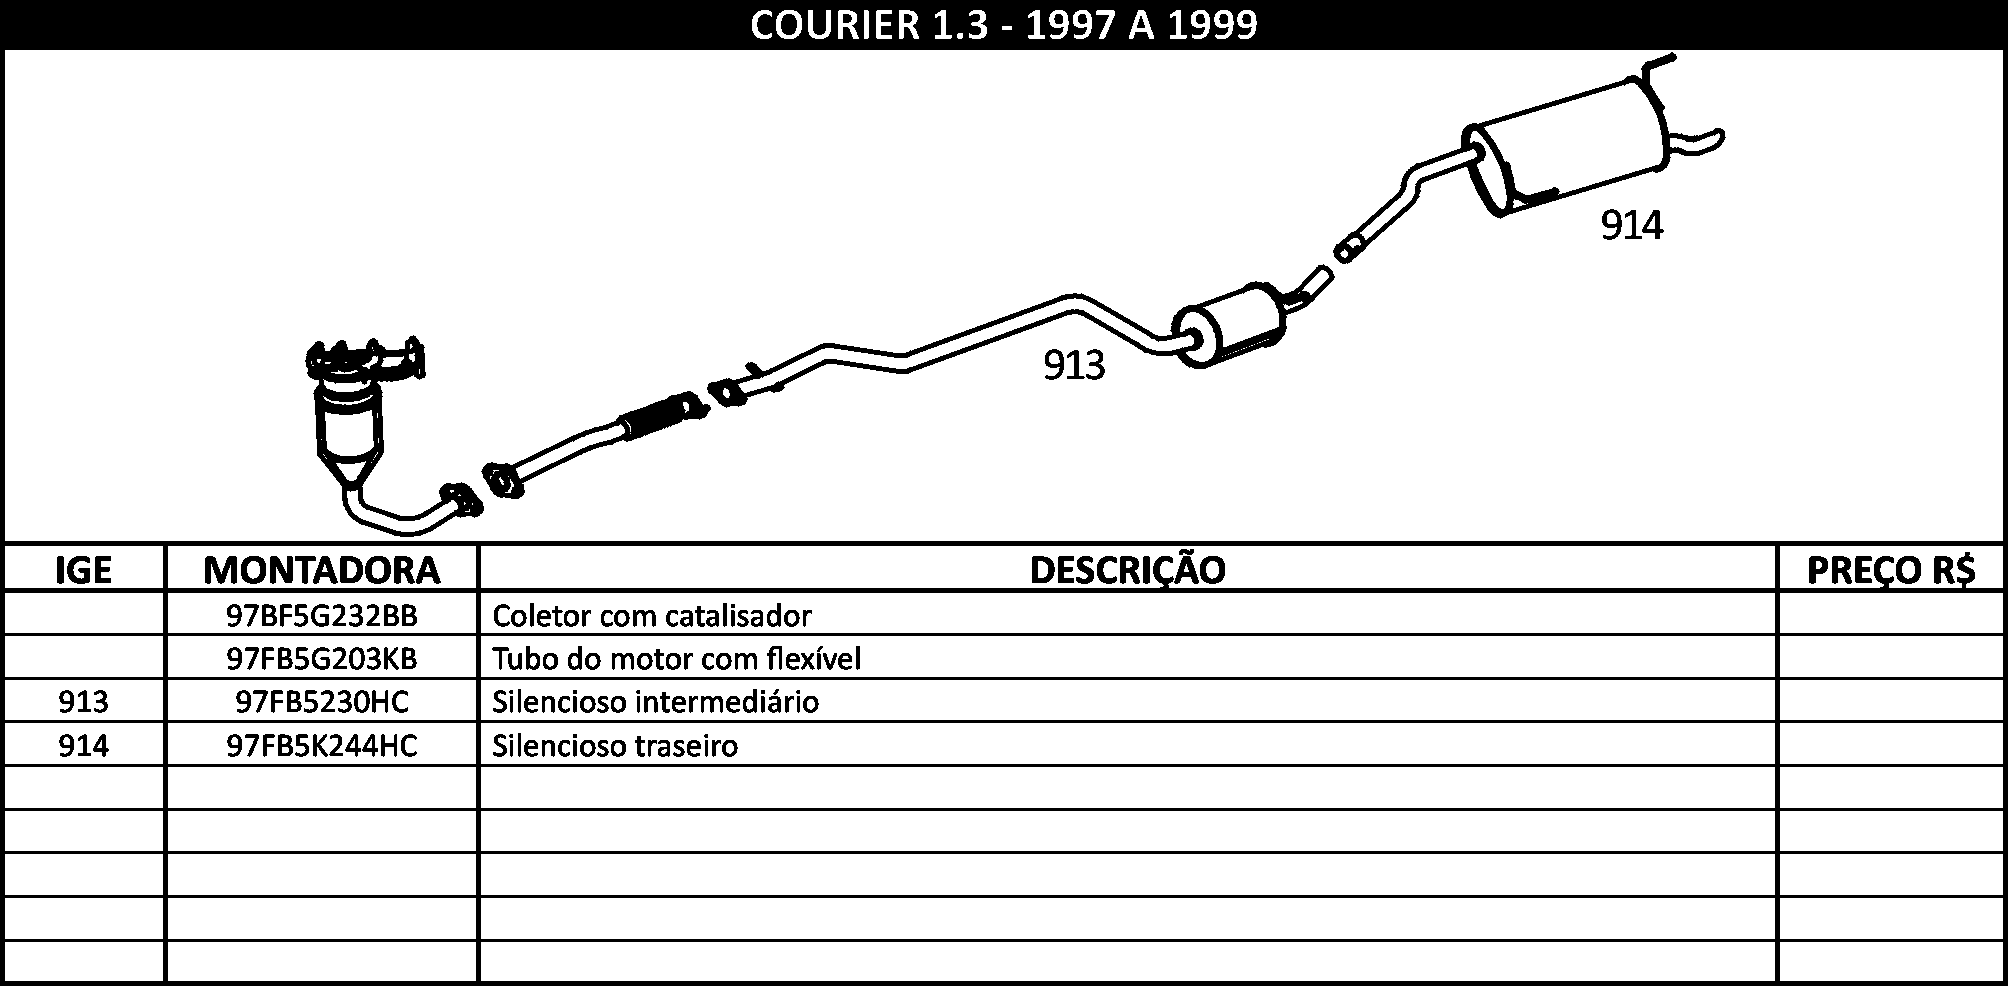 COURIER 1.3 - 1997 A 1999
914
913
IGE MONTADORA DESCRIÇÃO PREÇO R$
97BF5G232BB Coletor com catalisador
97FB5G203KB Tubo do motor com flexível
913 97FB5230HC Silencioso intermediário
914 97FB5K244HC Silencioso traseiro